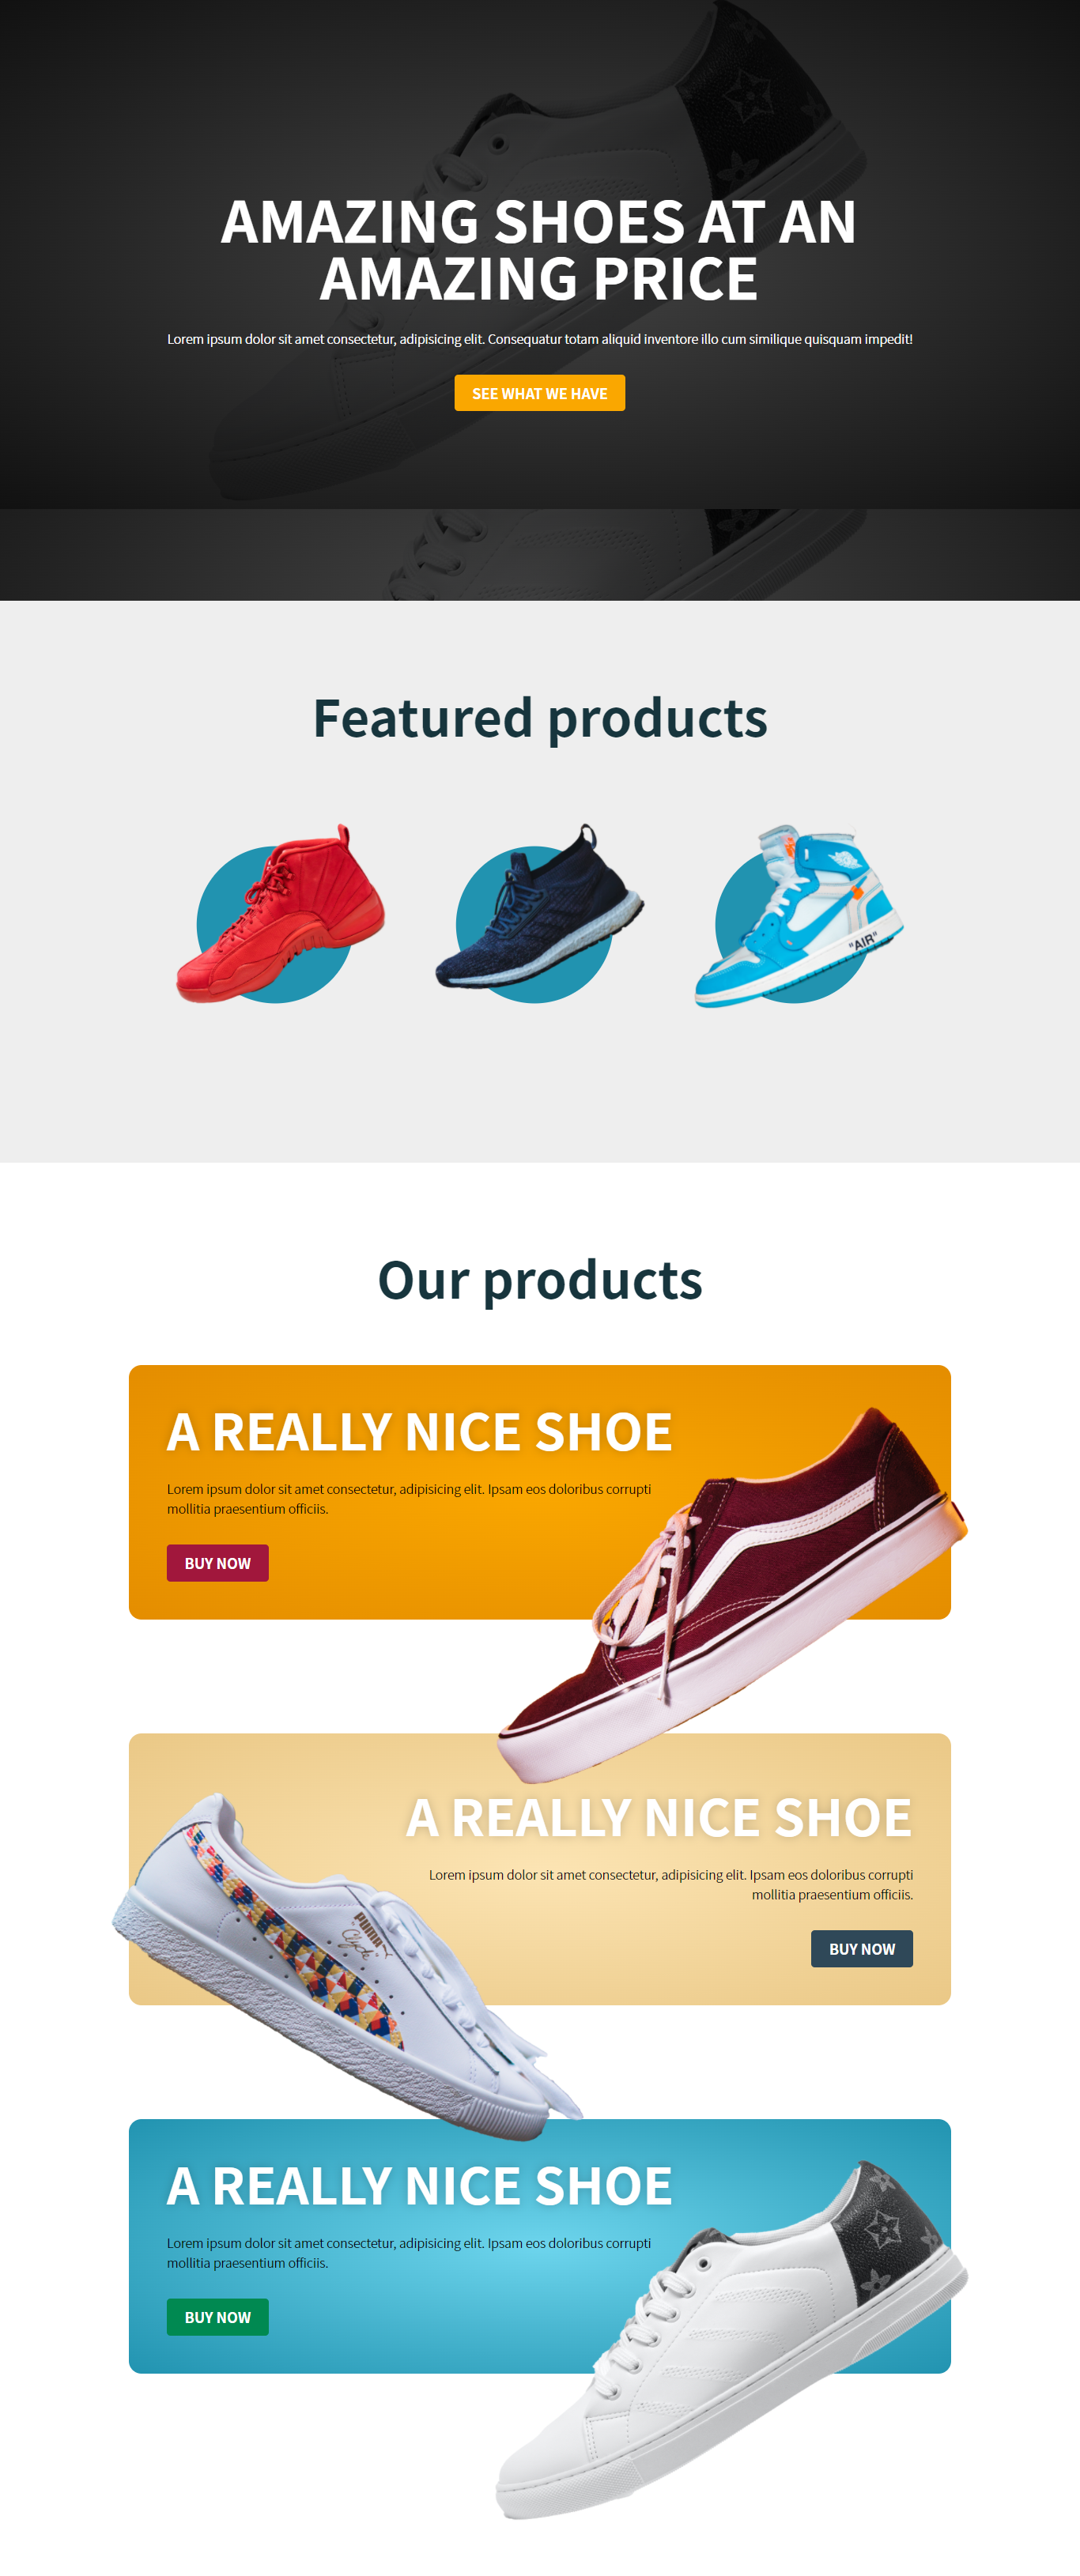 AMAZING SHOES AT AN
AMAZING PRICE
Lorem ipsum dolor sit amet consectetur, adipisicing elit. Consequatur totam aliquid inventore illo cum similique quisquam impedit!
SEE WHAT WE HAVE
Featured products
"AIR"
Our products
A REALLY NICE SHOE
Lorem ipsum dolor sit amet consectetur, adipisicing elit. Ipsam eos doloribus corrupti
mollitia praesentium officiis.
BUY NOW
A REALLY NICE SHOE
Lorem ipsum dolor sit amet consectetur, adipisicing elit. Ipsam eos doloribus corrupti
mollitia praesentium officiis.
PUMA
Clyde
BUY NOW
A REALLY NICE SHOE
Lorem ipsum dolor sit amet consectetur, adipisicing elit. Ipsam eos doloribus corrupti
mollitia praesentium officiis.
BUY NOW